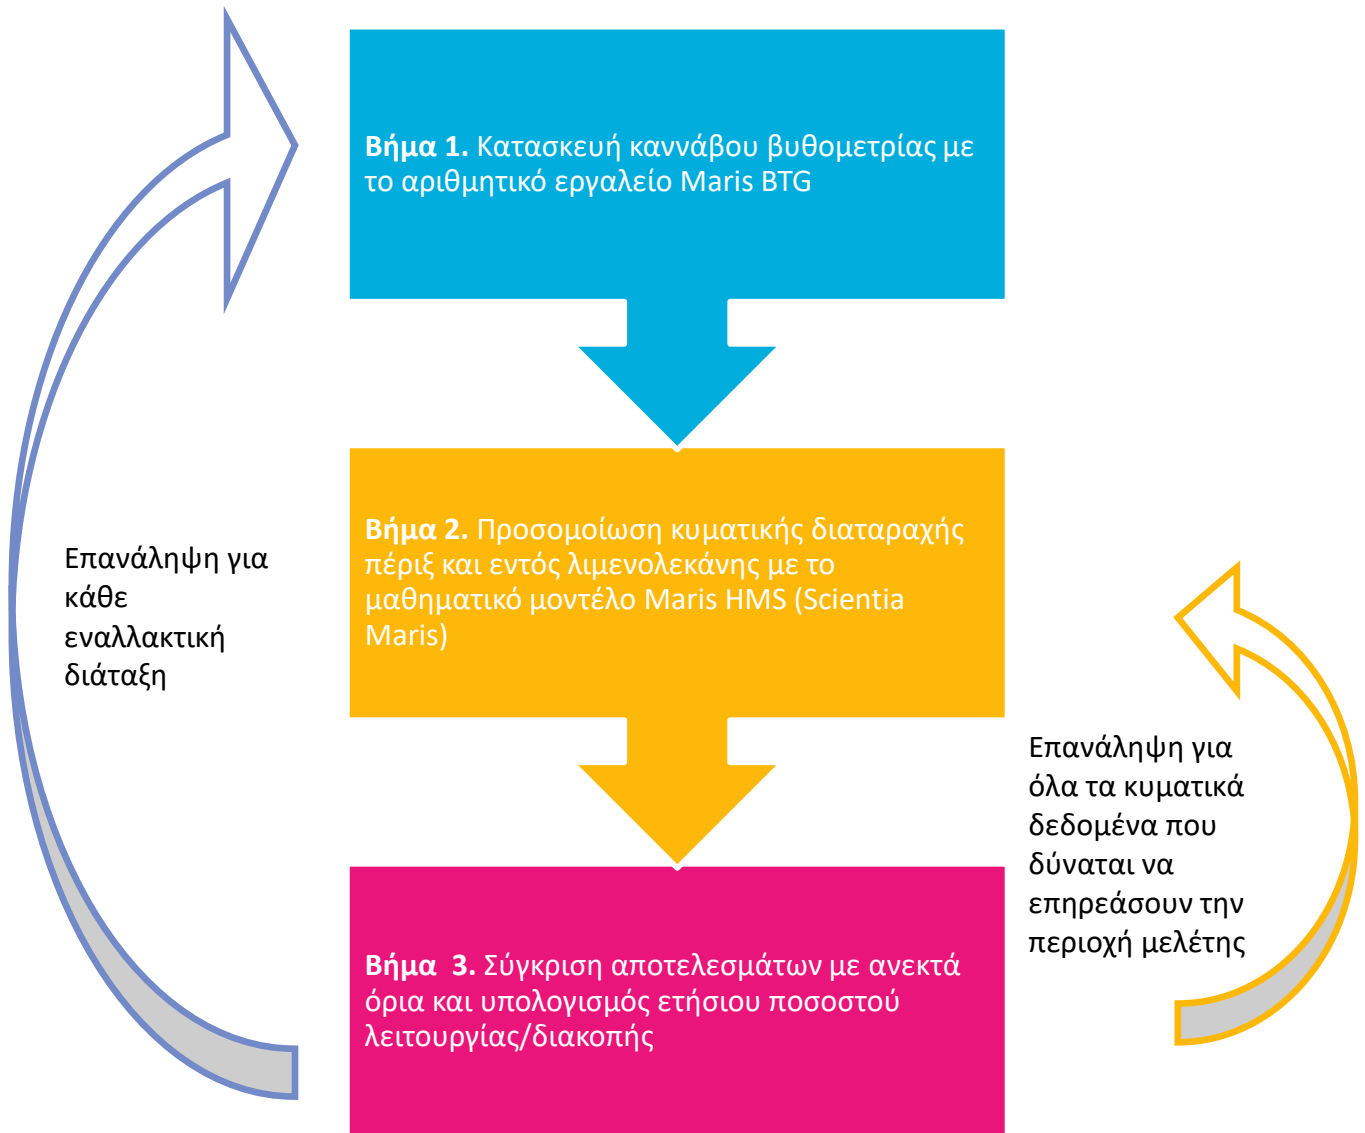 Βήμα 1. Κατασκευή καννάβου βυθομετρίας με
το αριθμητικό εργαλείο Maris BTG
Βήμα 2. Προσομοίωση κυματικής διαταραχής
πέριξ και εντός λιμενολεκάνης με το
μαθηματικό μοντέλο Maris HMS (Scientia
Maris)
Επανάληψη για
κάθε
εναλλακτική
διάταξη
Επανάληψη για
όλα τα κυματικά
δεδομένα που
δύναται να
επηρεάσουν την
περιοχή μελέτης
Βήμα  3. Σύγκριση αποτελεσμάτων με ανεκτά
όρια και υπολογισμός ετήσιου ποσοστού
λειτουργίας/διακοπής